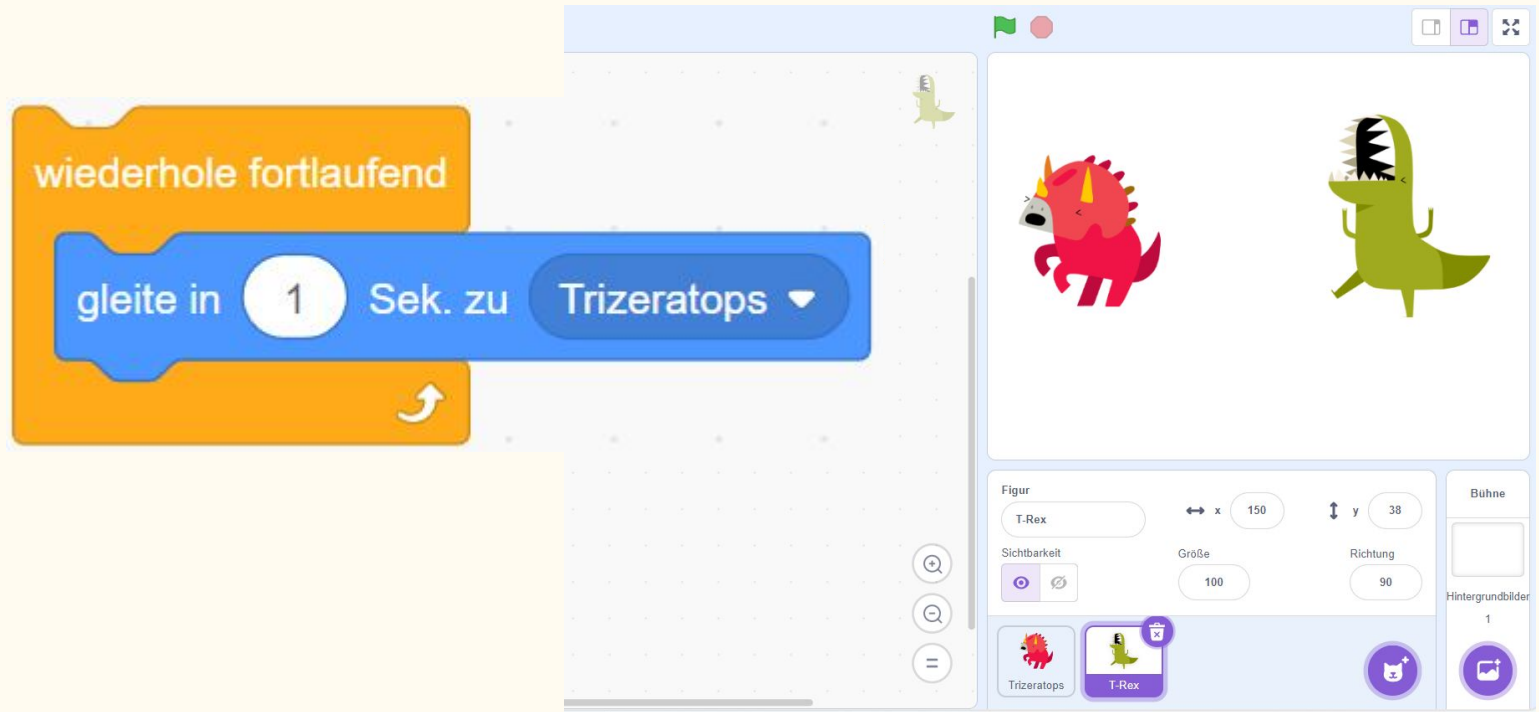 wiederhole fortlaufend
gleite in 1 Sek. zu Trizeratops
Figur
T-Rex
x 150
y 38
Sichtbarkeit
Größe
100
Richtung
90
Trizeratops
T-Rex
Bühne
Hintergrundbilder
1